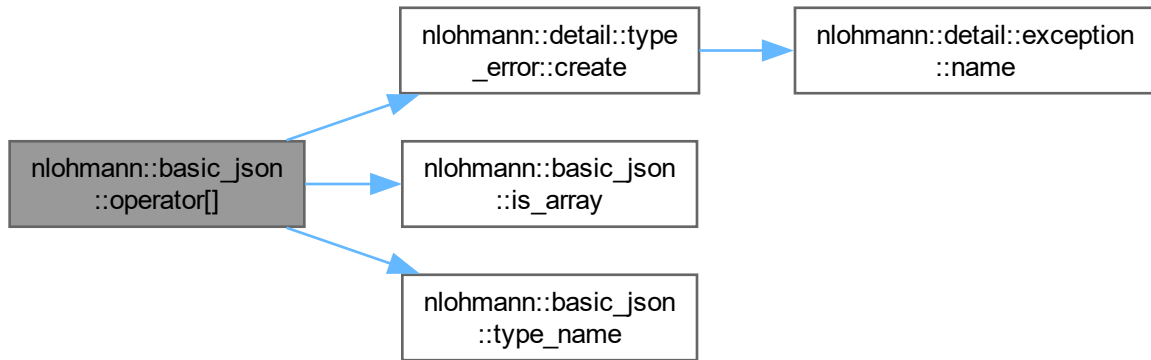 nlohmann::detail::type
_error::create
nlohmann::detail::exception
::name
nlohmann::basic_json
::operator[]
nlohmann::basic_json
::is_array
nlohmann::basic_json
::type_name